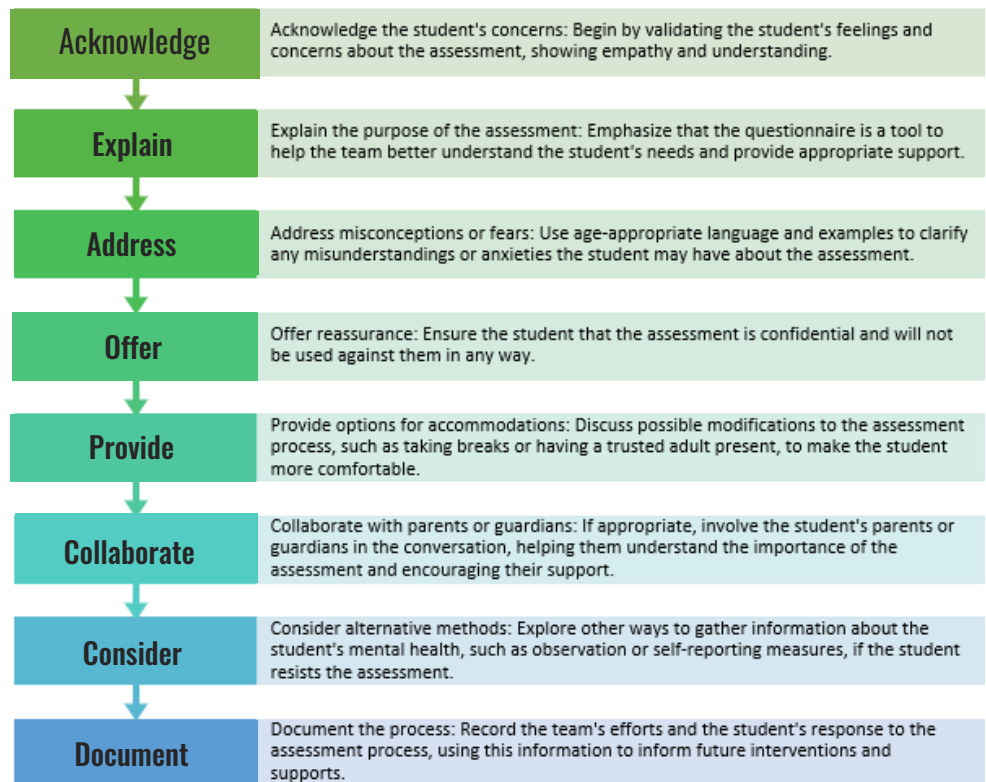 Acknowledge
Acknowledge the student's concerns: Begin by validating the student's feelings and
concerns about the assessment, showing empathy and understanding.
Explain
Explain the purpose of the assessment: Emphasize that the questionnaire is a tool to
help the team better understand the student's needs and provide appropriate support.
Address
Address misconceptions or fears: Use age-appropriate language and examples to clarify
any misunderstandings or anxieties the student may have about the assessment.
Offer
Offer reassurance: Ensure the student that the assessment is confidential and will not
be used against them in any way.
Provide
Provide options for accommodations: Discuss possible modifications to the assessment
process, such as taking breaks or having a trusted adult present, to make the student
more comfortable.
Collaborate
Collaborate with parents or guardians: If appropriate, involve the student's parents or
guardians in the conversation, helping them understand the importance of the
assessment and encouraging their support.
Consider
Consider alternative methods: Explore other ways to gather information about the
student's mental health, such as observation or self-reporting measures, if the student
resists the assessment.
Document
Document the process: Record the team's efforts and the student's response to the
assessment process, using this information to inform future interventions and
supports.